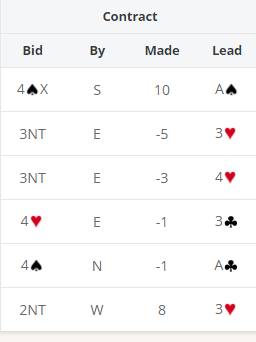 Contract
Bid By Made Lead
4♠X S 10 A♠
3NT E -5 3♥
3NT E -3 4♥
4♥ E -1 3♣
4♠ N -1 A♣
2NT W 8 3♥